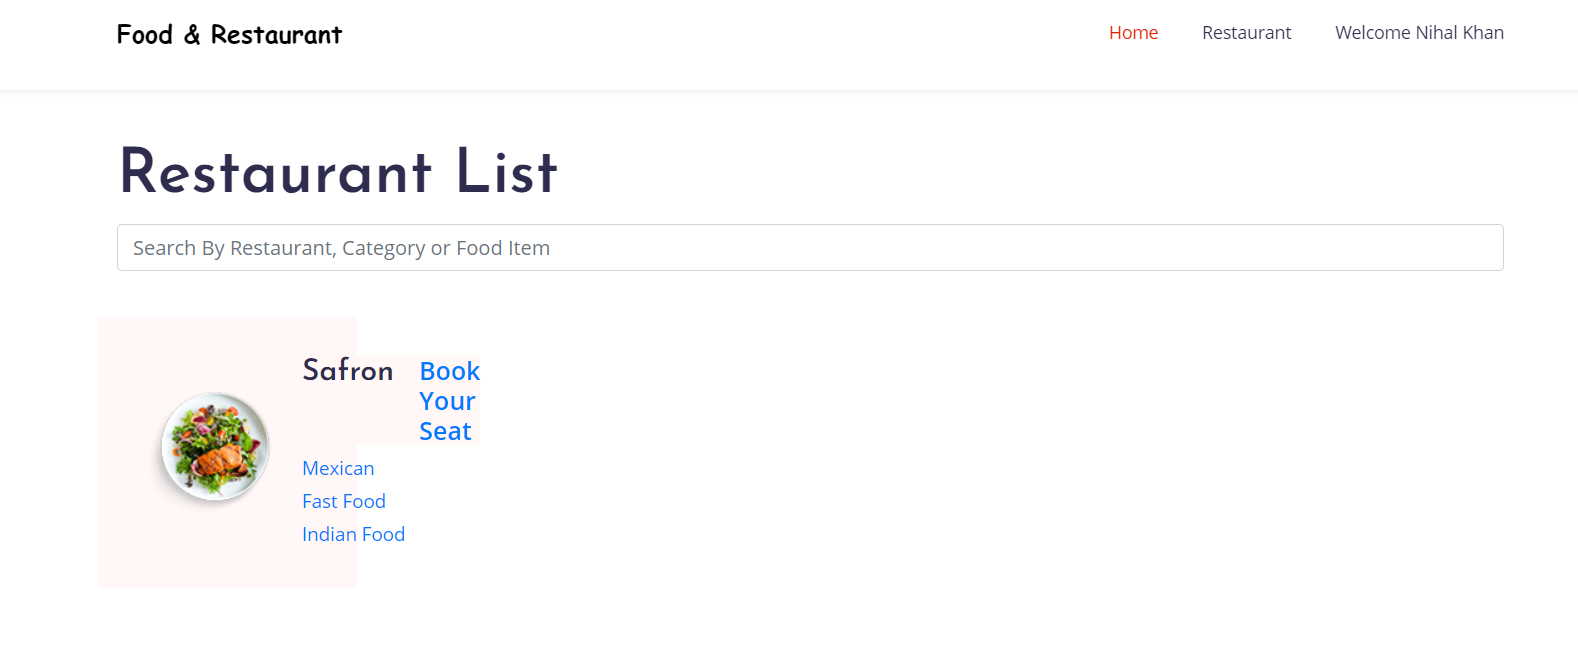 Food & Restaurant
Home
Restaurant
Welcome Nihal Khan
Restaurant List
Search By Restaurant, Category or Food Item
Safron
Book
Your
Seat
Mexican
Fast Food
Indian Food